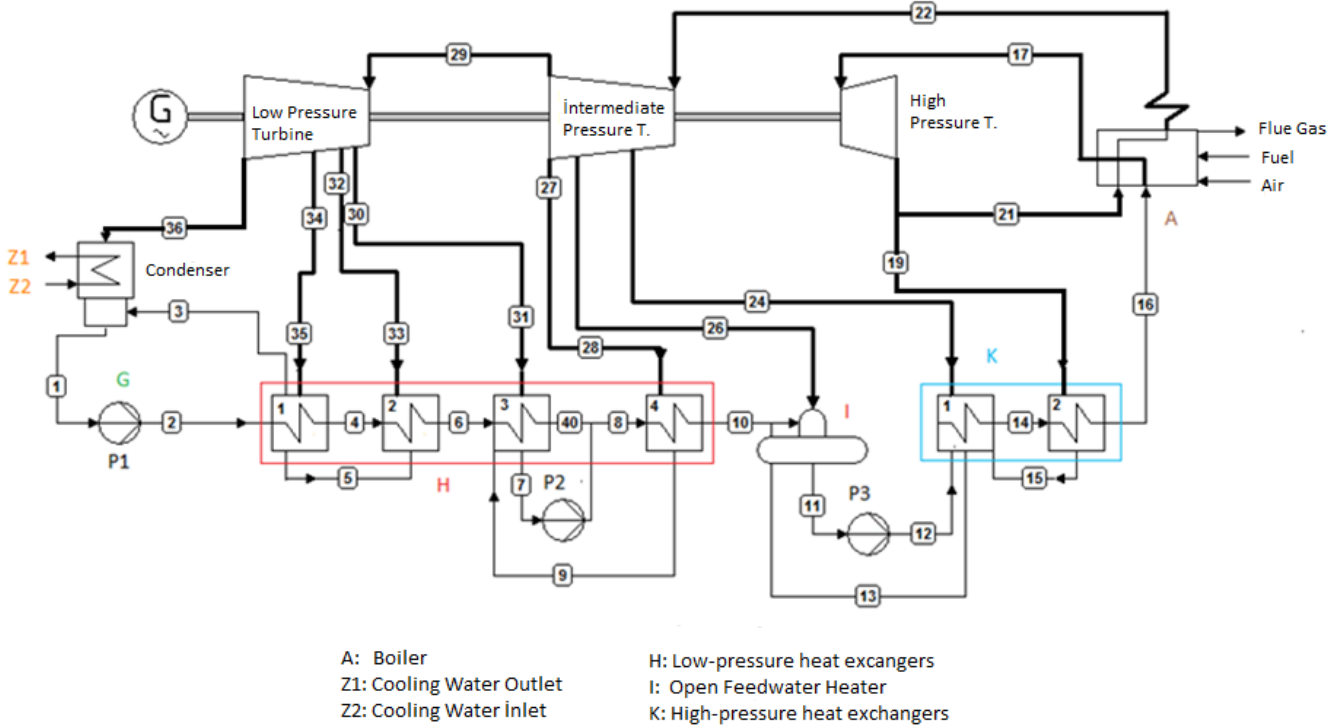 22
29
17
G
~
Low Pressure
Turbine
İntermediate
Pressure T.
High
Pressure T.
Flue Gas
Fuel
Air
A
32
34
30
27
36
21
19
Z1
Z2
Condenser
3
24
16
26
31
35
33
28
K
1
G
2
P1
1
4
2
6
3
40
8
4
10
I
1
14
2
5
H
7
P2
11
P3
12
15
9
13
A: Boiler
Z1: Cooling Water Outlet
Z2: Cooling Water İnlet
H: Low-pressure heat excangers
I: Open Feedwater Heater
K: High-pressure heat exchangers